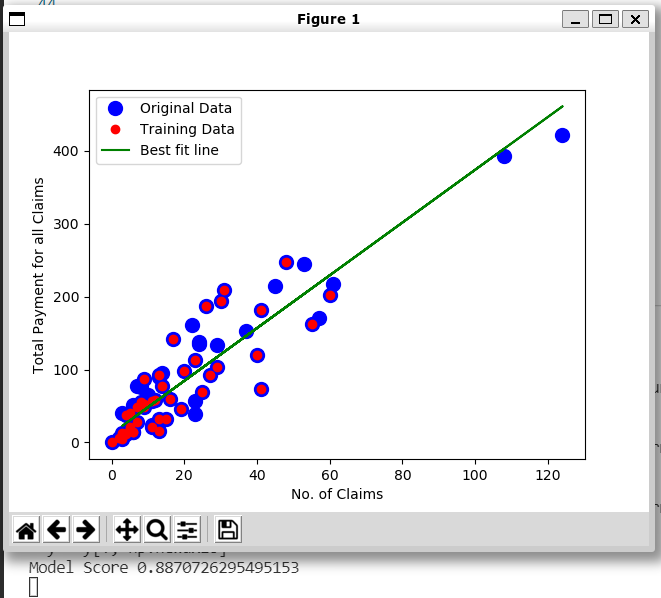 44
Figure 1
Original Data
Training Data
Best fit line
Total Payment for all Claims
400
300
200
100
0
0 20 40 60 80 100 120
No. of Claims
Model Score 0.8870726295495153